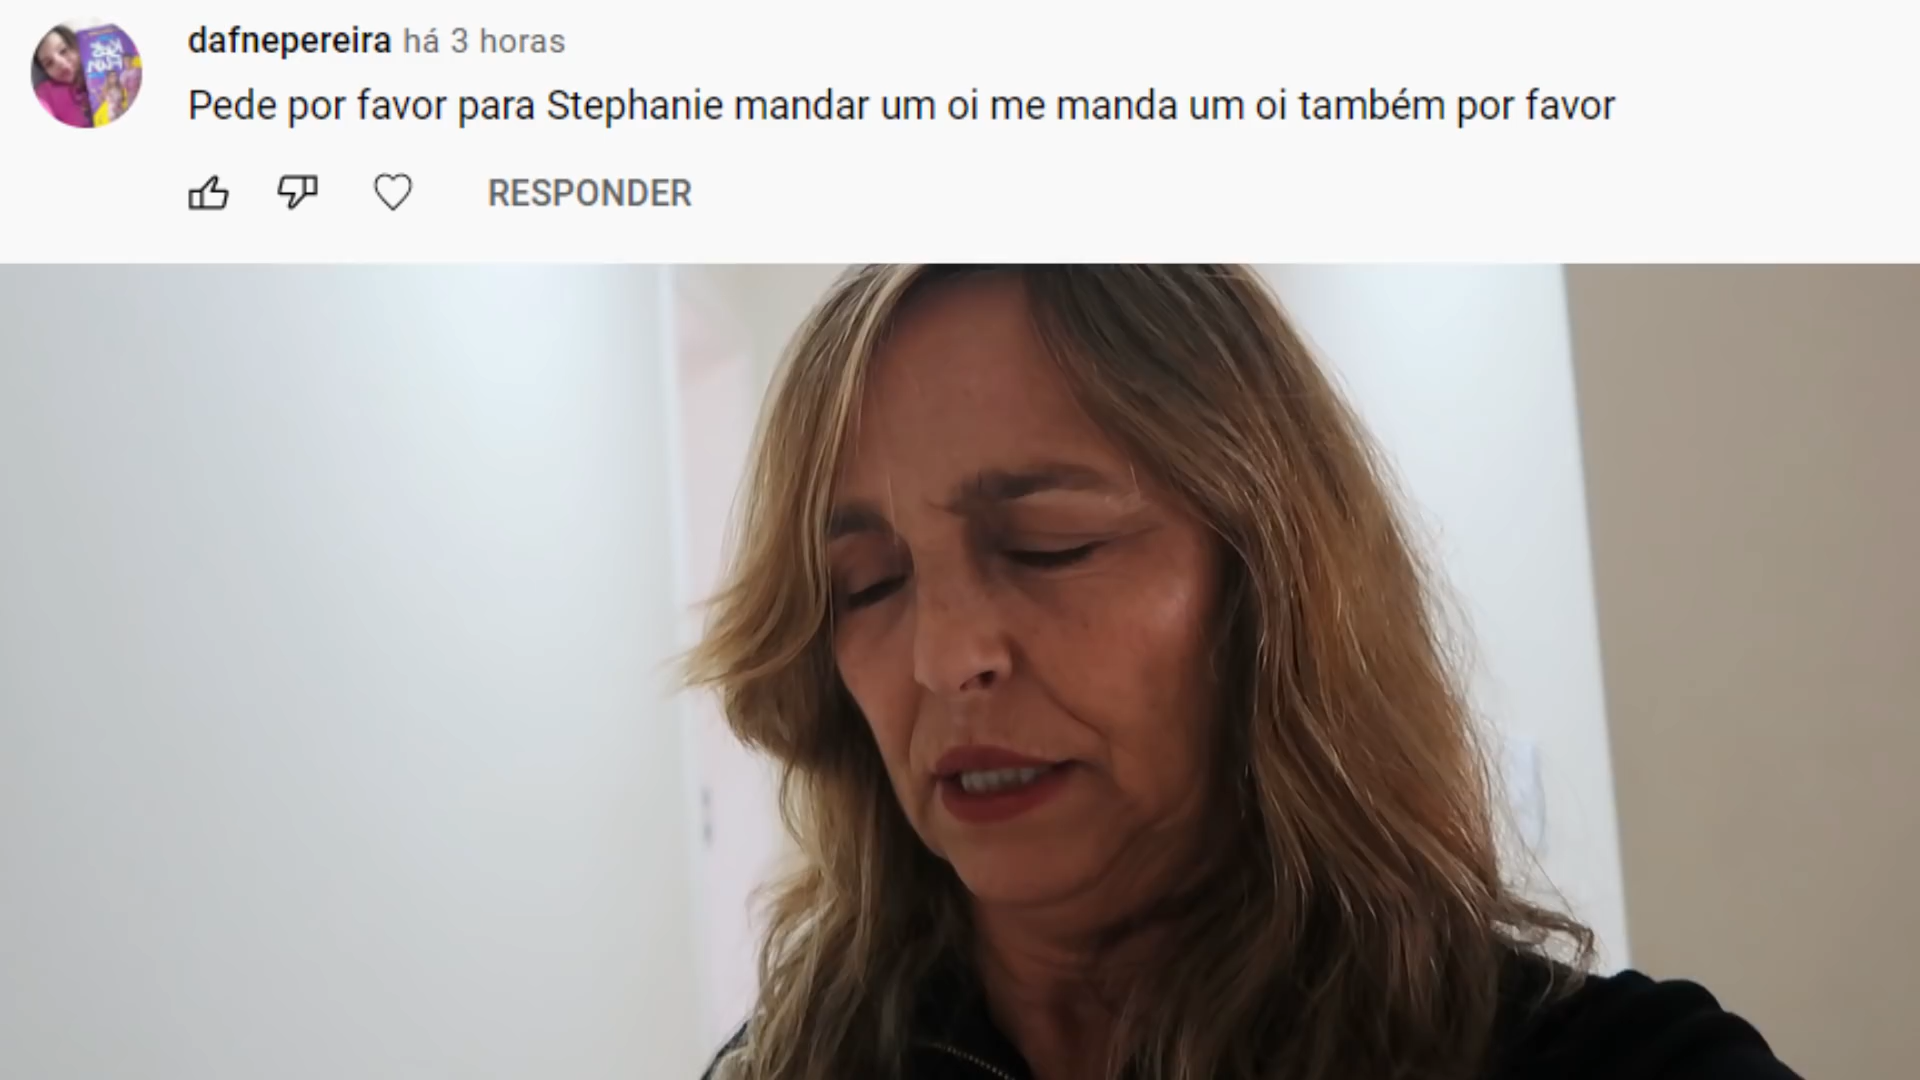 dafnepereira há 3 horas
Pede por favor para Stephanie mandar um oi me manda um oi também por favor
RESPONDER